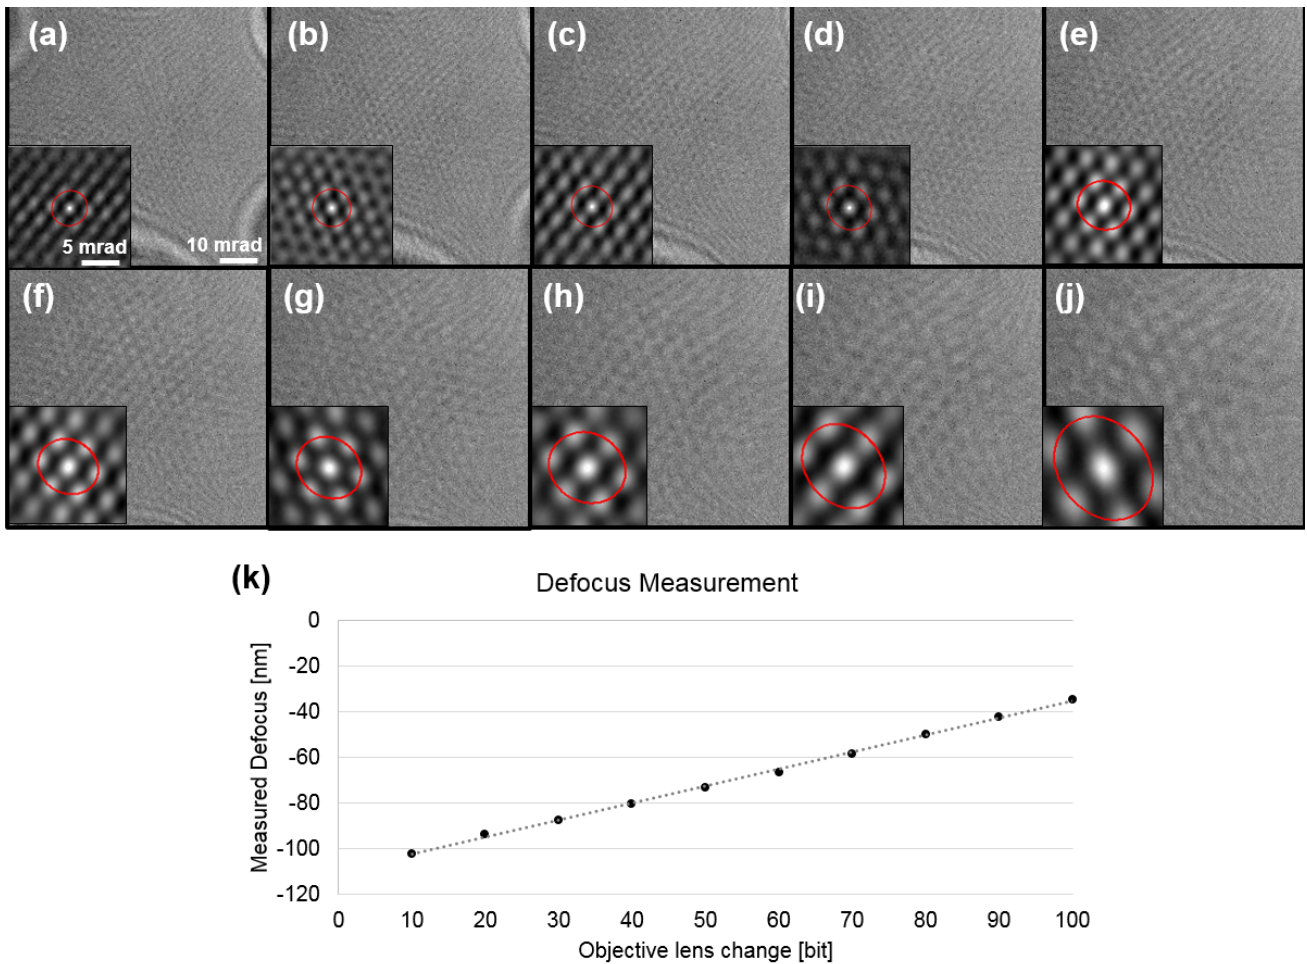 (a) (b) (c) (d) (e)
5 mrad 10 mrad
(f) (g) (h) (i) (j)
(k) Defocus Measurement
Measured Defocus [nm]
0
-20
-40
-60
-80
-100
-120
0 10 20 30 40 50 60 70 80 90 100
Objective lens change [bit]